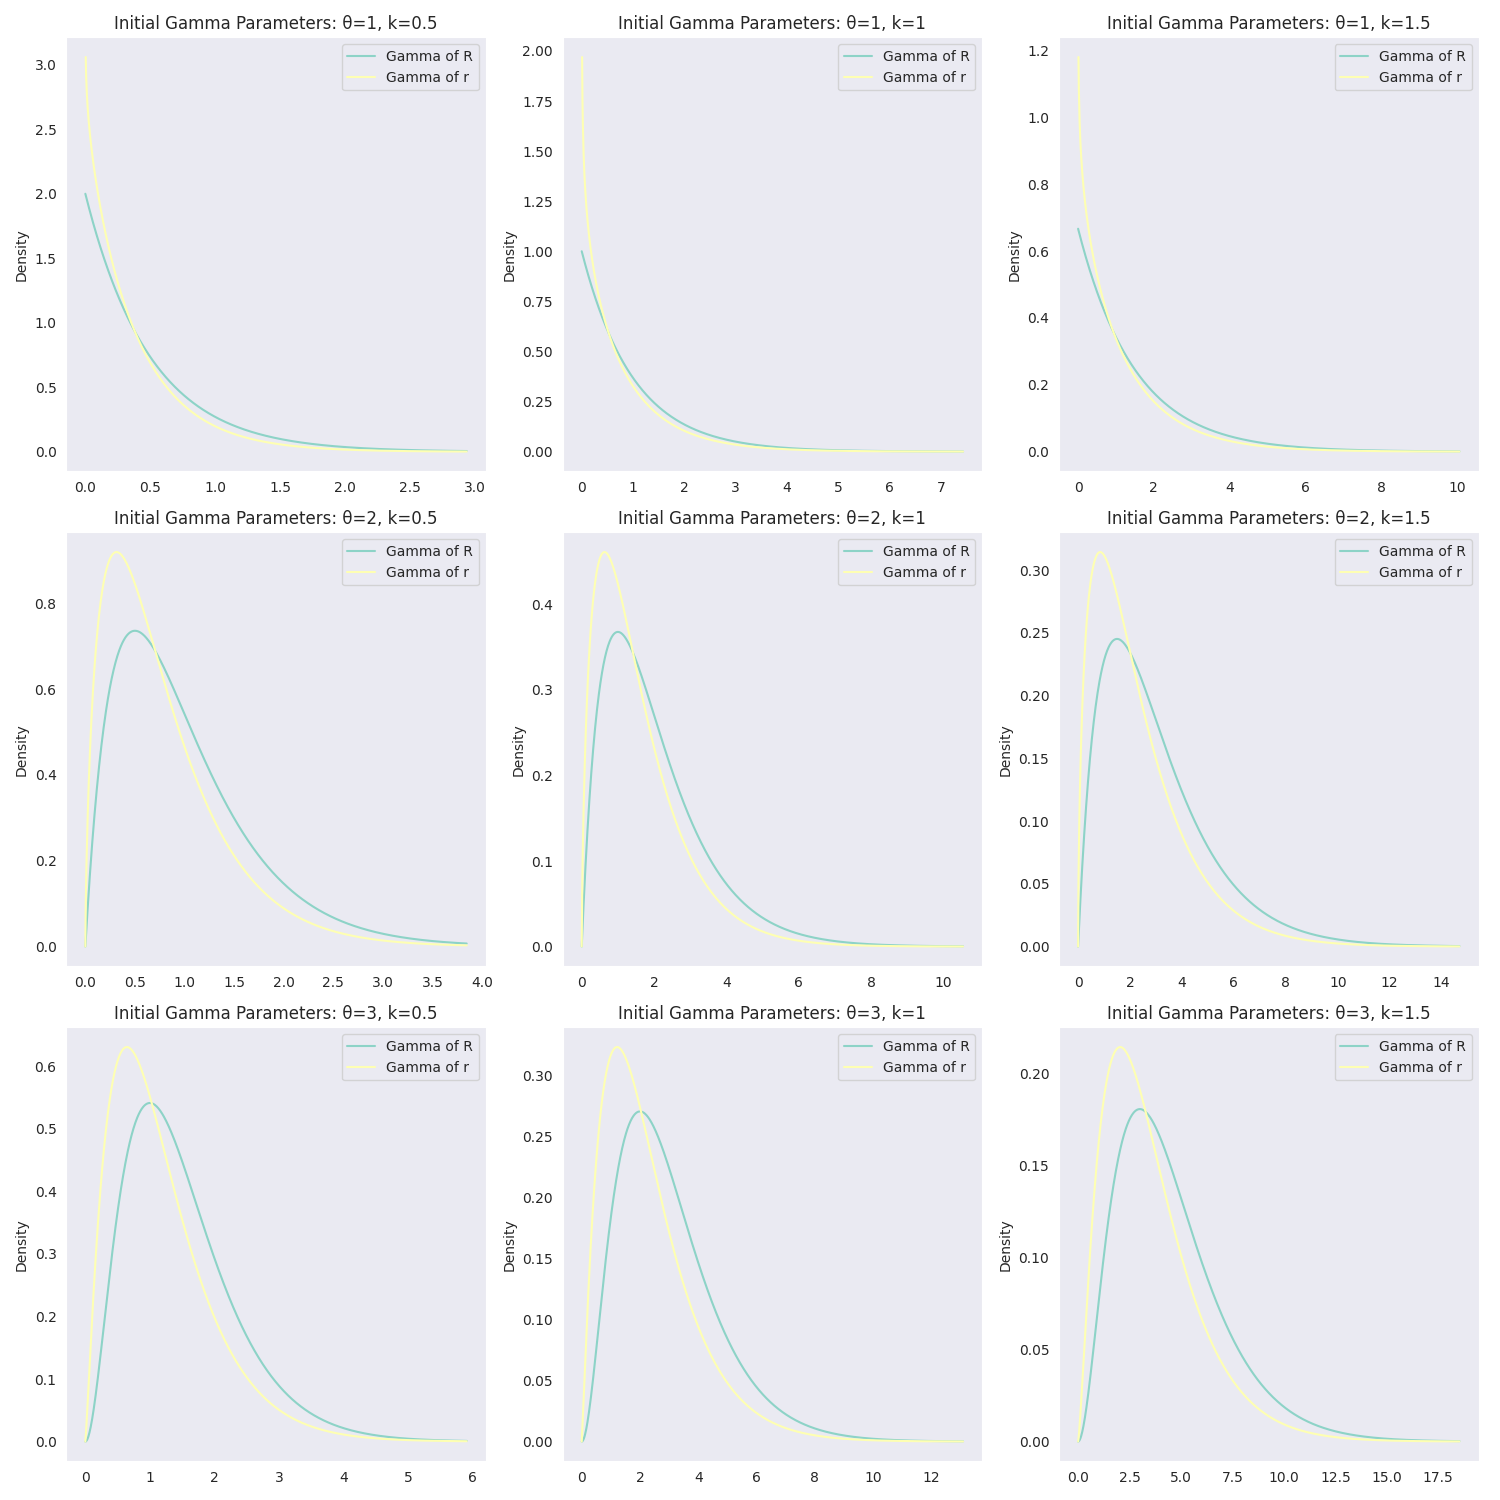 Initial Gamma Parameters: θ=1, k=0.5
Gamma of R
Gamma of r
Density
3.0
2.5
2.0
1.5
1.0
0.5
0.0
0.0 0.5 1.0 1.5 2.0 2.5 3.0
Initial Gamma Parameters: θ=1, k=1
Gamma of R
Gamma of r
Density
2.00
1.75
1.50
1.25
1.00
0.75
0.50
0.25
0.00
0 1 2 3 4 5 6 7
Initial Gamma Parameters: θ=1, k=1.5
Gamma of R
Gamma of r
Density
1.2
1.0
0.8
0.6
0.4
0.2
0.0
0 2 4 6 8 10
Initial Gamma Parameters: θ=2, k=0.5
Gamma of R
Gamma of r
Density
0.8
0.6
0.4
0.2
0.0
0.0 0.5 1.0 1.5 2.0 2.5 3.0 3.5 4.0
Initial Gamma Parameters: θ=2, k=1
Gamma of R
Gamma of r
Density
0.4
0.3
0.2
0.1
0.0
0 2 4 6 8 10
Initial Gamma Parameters: θ=2, k=1.5
Gamma of R
Gamma of r
Density
0.30
0.25
0.20
0.15
0.10
0.05
0.00
0 2 4 6 8 10 12 14
Initial Gamma Parameters: θ=3, k=0.5
Gamma of R
Gamma of r
Density
0.6
0.5
0.4
0.3
0.2
0.1
0.0
0 1 2 3 4 5 6
Initial Gamma Parameters: θ=3, k=1
Gamma of R
Gamma of r
Density
0.30
0.25
0.20
0.15
0.10
0.05
0.00
0 2 4 6 8 10 12
Initial Gamma Parameters: θ=3, k=1.5
Gamma of R
Gamma of r
Density
0.20
0.15
0.10
0.05
0.00
0.0 2.5 5.0 7.5 10.0 12.5 15.0 17.5